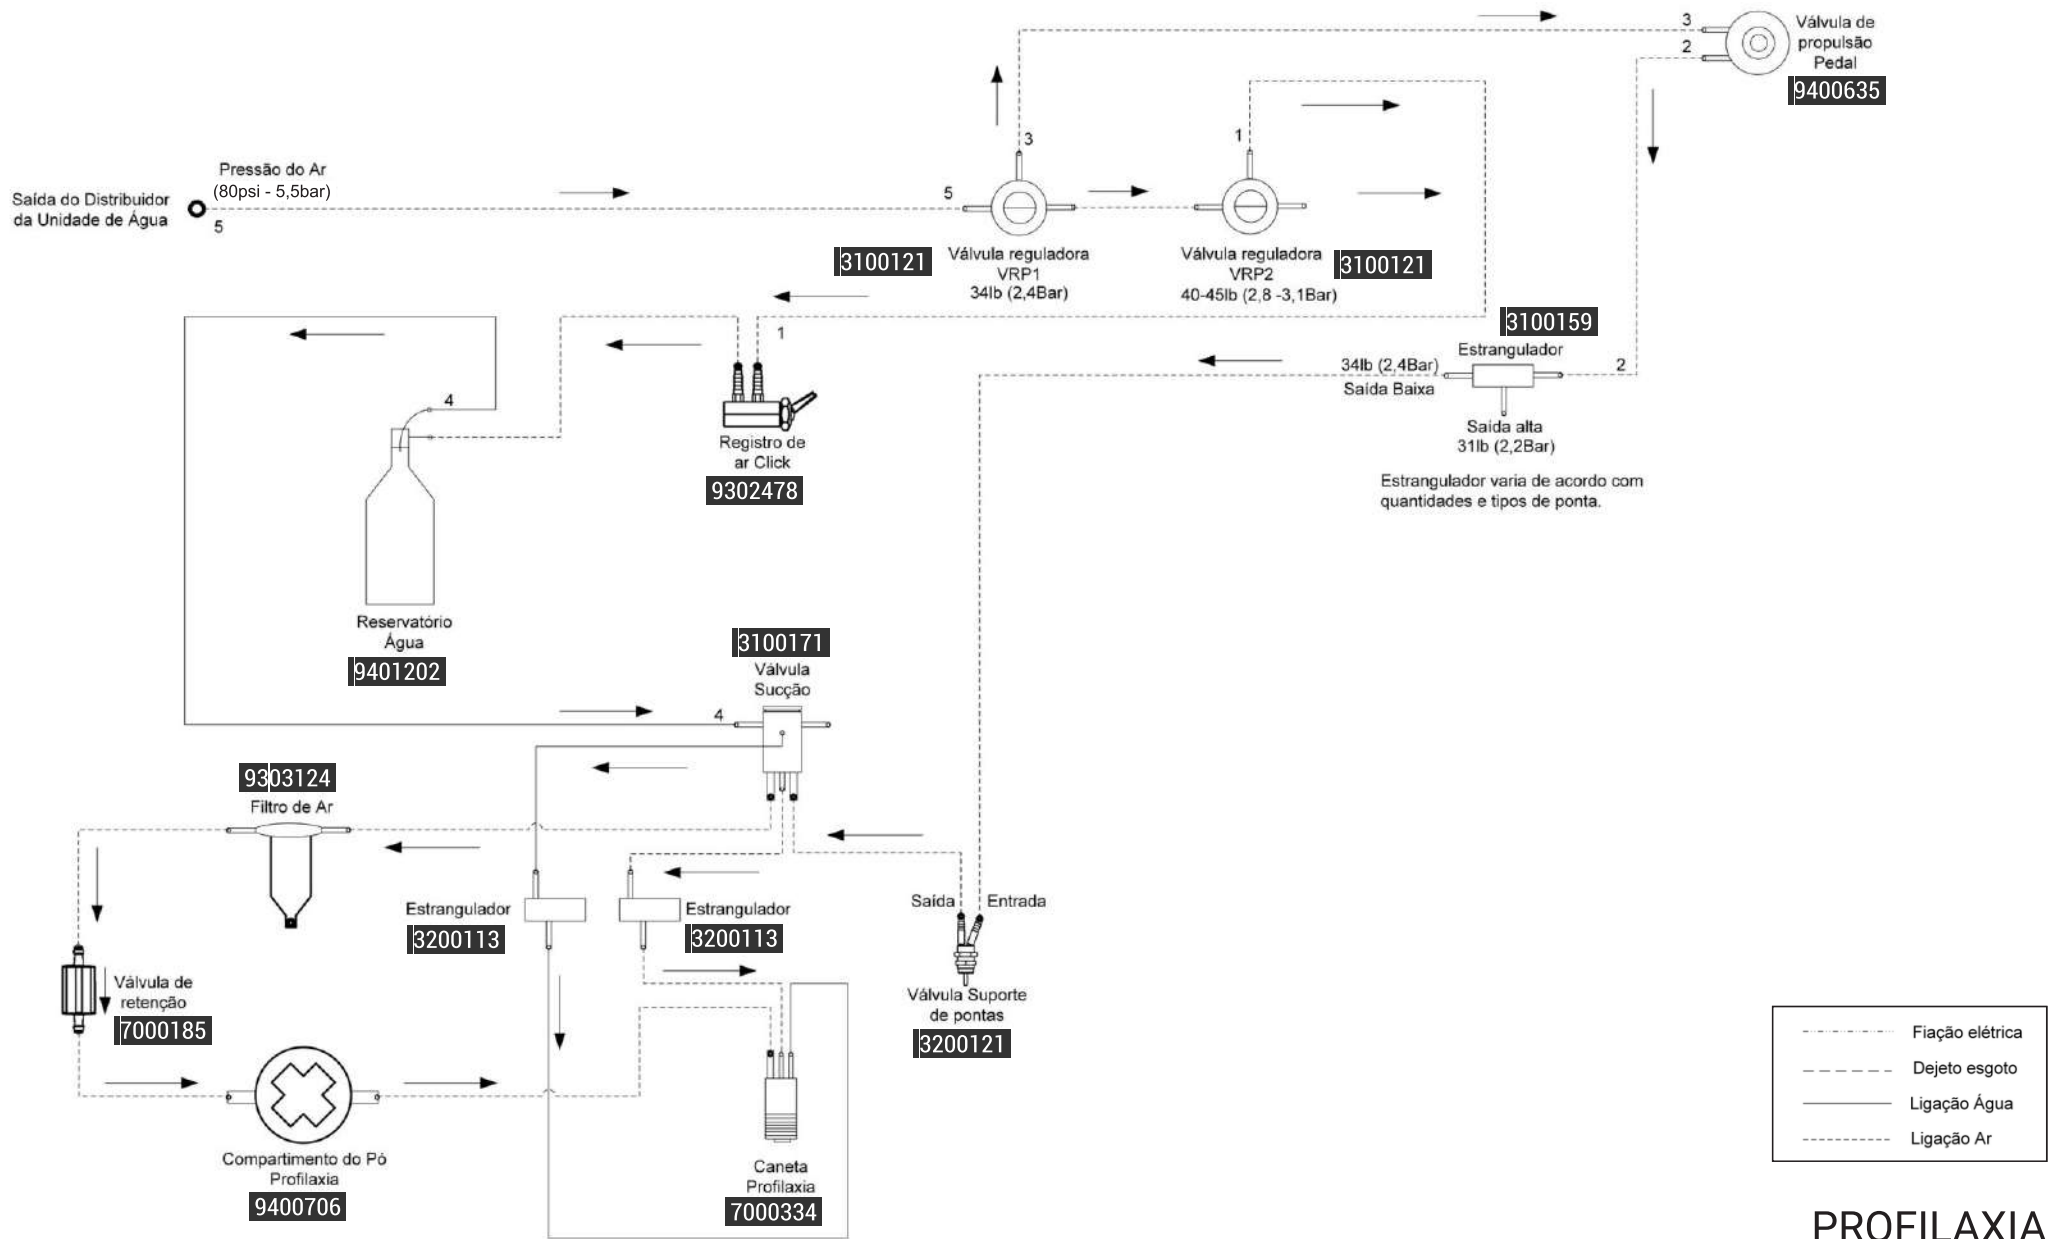 3
2
Válvula de
propulsão
Pedal
9400635
Saída do Distribuidor
da Unidade de Água
Pressão do Ar
(80psi - 5,5bar)
5
5
3
1
3100121
Válvula reguladora
VRP1
34lb (2,4Bar)
Válvula reguladora
VRP2
40-45lb (2,8 -3,1Bar)
3100121
3100159
Estrangulador
34lb (2,4Bar)
Saída Baixa
2
Saída alta
31lb (2,2Bar)
Estrangulador varia de acordo com
quantidades e tipos de ponta.
1
Registro de
ar Click
9302478
4
Reservatório
Água
9401202
3100171
Válvula
Sucção
4
9303124
Filtro de Ar
Estrangulador
3200113
Estrangulador
3200113
Saída
Entrada
Válvula Suporte
de pontas
3200121
Válvula de
retenção
7000185
Compartimento do Pó
Profilaxia
9400706
Caneta
Profilaxia
7000334
Fiação elétrica
Dejeto esgoto
Ligação Água
Ligação Ar
PROFILAXIA